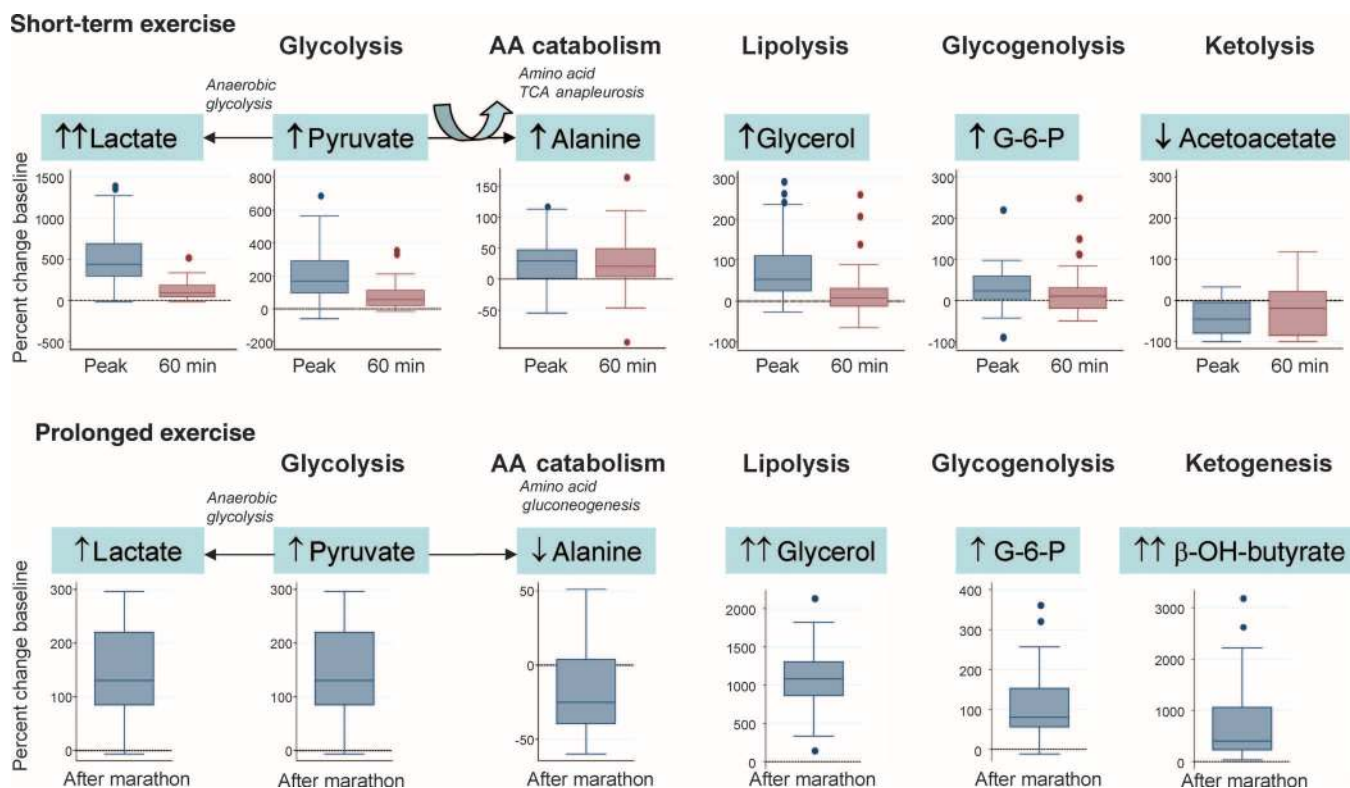 Short-term exercise
Glycolysis
AA catabolism
Lipolysis
Glycogenolysis
Ketolysis
Anaerobic
glycolysis
Amino acid
TCA anapleurosis
↑↑Lactate
↑Pyruvate
↑Alanine
↑Glycerol
↑ G-6-P
↓ Acetoacetate
Percent change baseline
1500
1000
500
0
-500
Peak 60 min
800
600
400
200
0
-200
Peak 60 min
150
100
50
0
-50
Peak 60 min
300
200
100
0
-100
Peak 60 min
300
200
100
0
-100
Peak 60 min
300
200
100
0
-100
Peak 60 min
Prolonged exercise
Glycolysis
AA catabolism
Lipolysis
Glycogenolysis
Ketogenesis
Anaerobic
glycolysis
Amino acid
gluconeogenesis
↑Lactate
↑Pyruvate
↓ Alanine
↑↑ Glycerol
↑ G-6-P
↑↑ β-OH-butyrate
Percent change baseline
300
200
100
0
After marathon
300
200
100
0
After marathon
50
0
-50
After marathon
2000
1500
1000
500
0
After marathon
400
300
200
100
0
After marathon
3000
2000
1000
0
After marathon